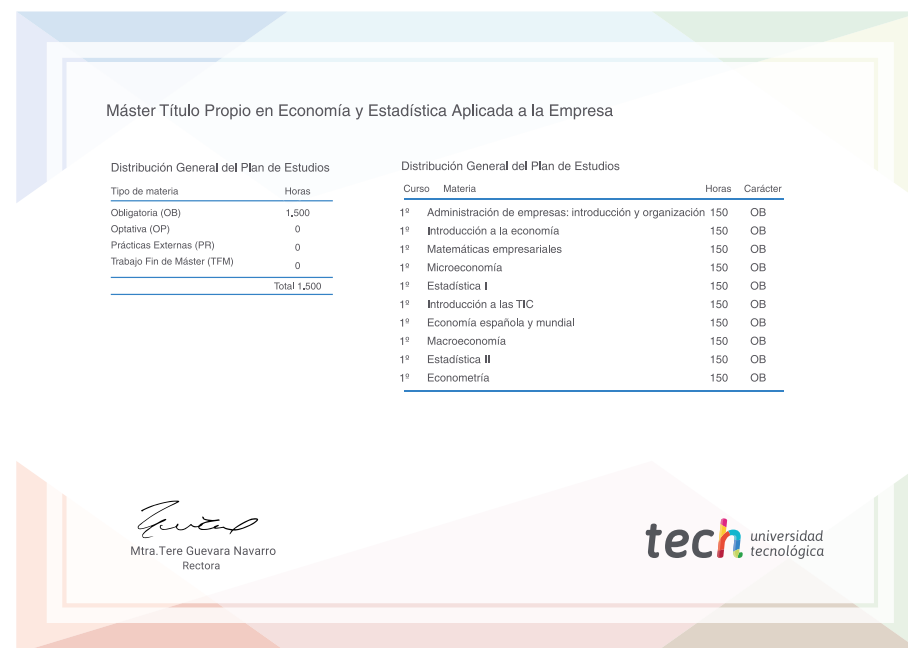 Máster Título Propio en Economía y Estadística Aplicada a la Empresa
Distribución General del Plan de Estudios
Tipo de materia Horas
Obligatoria (OB) 1.500
Optativa (OP) 0
Prácticas Externas (PR) 0
Trabajo Fin de Máster (TFM) 0
Total 1.500
Distribución General del Plan de Estudios
Curso Materia Horas Carácter
1º Administración de empresas: introducción y organización 150 OB
1º Introducción a la economía 150 OB
1º Matemáticas empresariales 150 OB
1º Microeconomía 150 OB
1º Estadística I 150 OB
1º Introducción a las TIC 150 OB
1º Economía española y mundial 150 OB
1º Macroeconomía 150 OB
1º Estadística II 150 OB
1º Econometría 150 OB
Mtra.Tere Guevara Navarro
Rectora
tech universidad
tecnológica